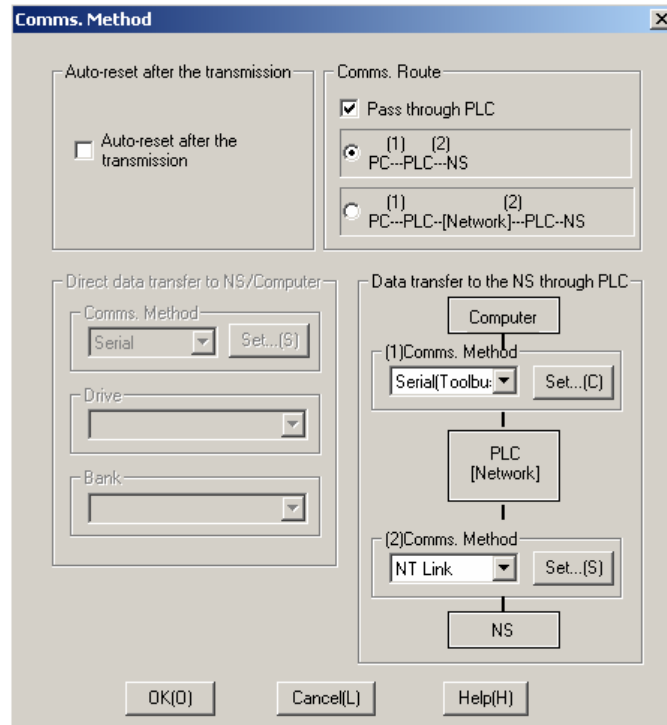 Comms. Method
Auto-reset after the transmission
Auto-reset after the
transmission
Comms. Route
Pass through PLC
(1) (2)
PC---PLC---NS
(1) (2)
PC---PLC--[Network]---PLC--NS
Direct data transfer to NS/Computer
Comms. Method
Serial
Set...(S)
Drive
Bank
Data transfer to the NS through PLC
Computer
(1)Comms. Method
Serial(Toolbu:
Set...(C)
PLC
[Network]
(2)Comms. Method
NT Link
Set...(S)
NS
OK(O)
Cancel(L)
Help(H)